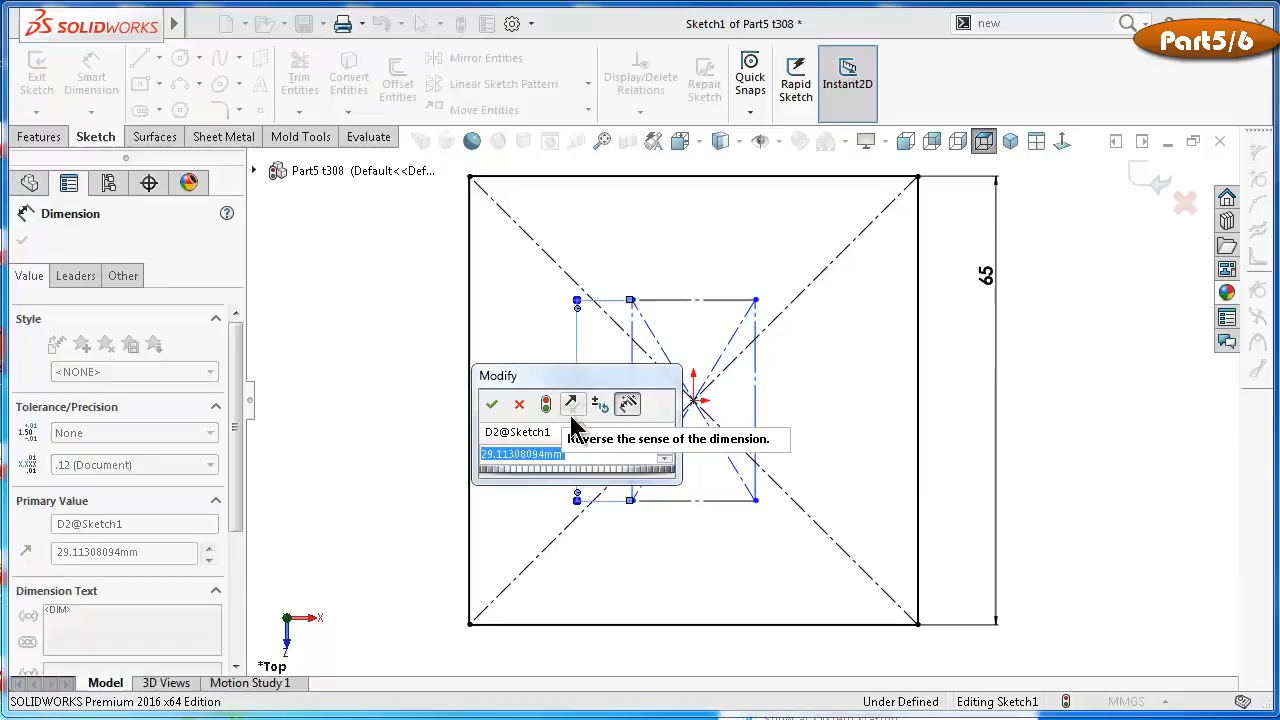 SOLIDWORKS
Sketch1 of Part5 t308 *
new
Part5/6
Exit Sketch
Smart Dimension
Trim Entities
Convert Entities
Offset Entities
Mirror Entities
Linear Sketch Pattern
Move Entities
Display/Delete Relations
Repair Sketch
Quick Snaps
Rapid Sketch
Instant2D
Features
Sketch
Surfaces
Sheet Metal
Mold Tools
Evaluate
Part5 t308 (Default<<Def...
Dimension
Value
Leaders
Other
Style
<NONE>
Tolerance/Precision
None
.12 (Document)
Primary Value
D2@Sketch1
29.11308094mm
Dimension Text
<DIM>
65
Modify
D2@Sketch1
Reverse the sense of the dimension.
29.11308094mm
X
Z
*Top
Model
3D Views
Motion Study 1
SOLIDWORKS Premium 2016 x64 Edition
Under Defined
Editing Sketch1
MMGS